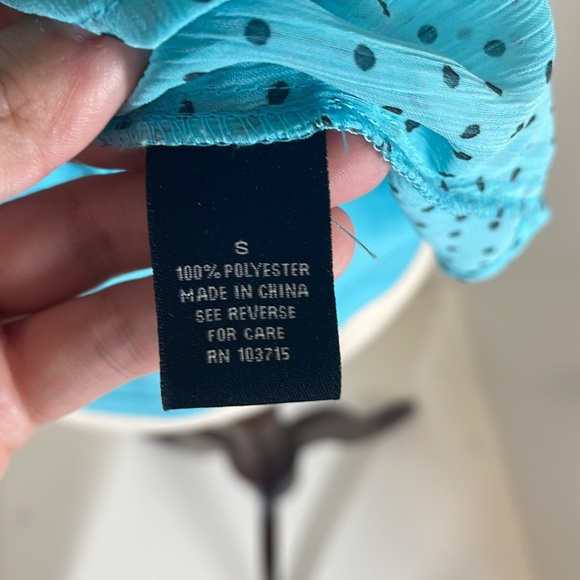 S
100% POLYESTER
MADE IN CHINA
SEE REVERSE
FOR CARE
RN 103715